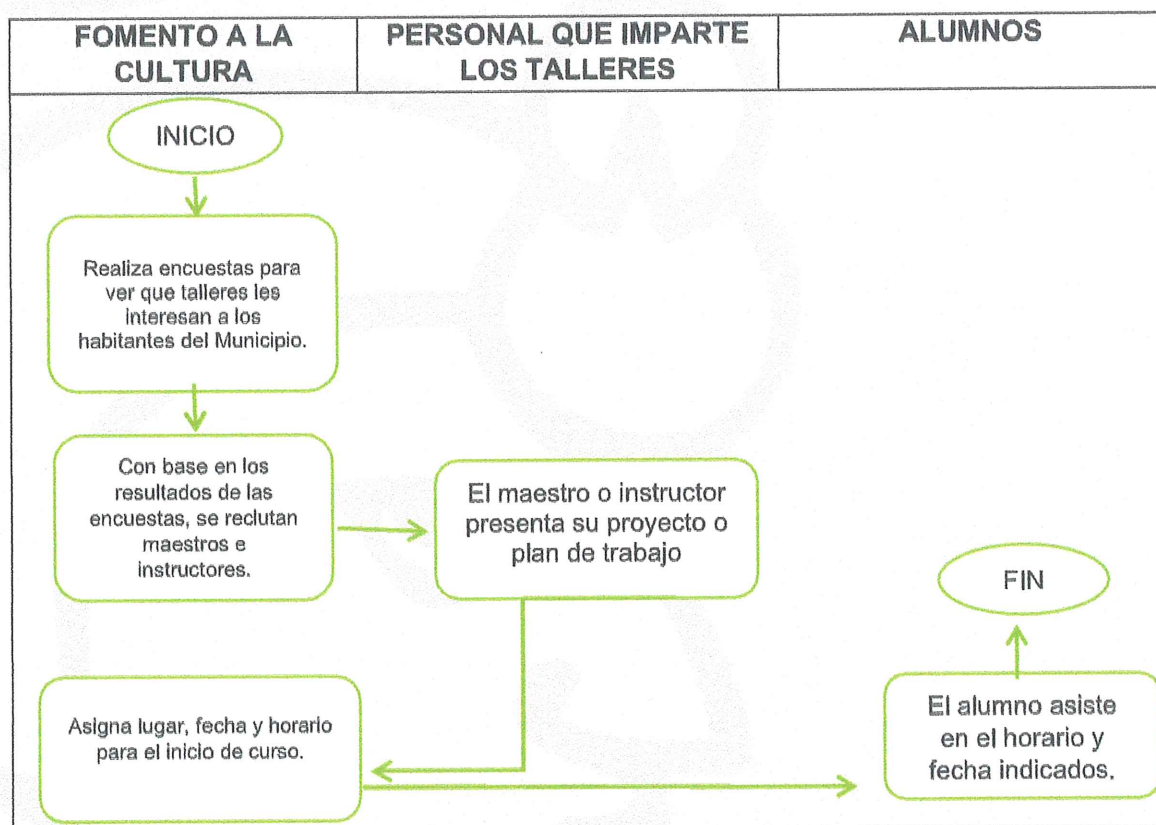 FOMENTO A LA
CULTURA
PERSONAL QUE IMPARTE
LOS TALLERES
ALUMNOS
INICIO
Realiza encuestas para
ver que talleres les
interesan a los
habitantes del Municipio.
Con base en los
resultados de las
encuestas, se reclutan
maestros e
instructores.
El maestro o instructor
presenta su proyecto o
plan de trabajo
Asigna lugar, fecha y horario
para el inicio de curso.
El alumno asiste
en el horario y
fecha indicados.
FIN